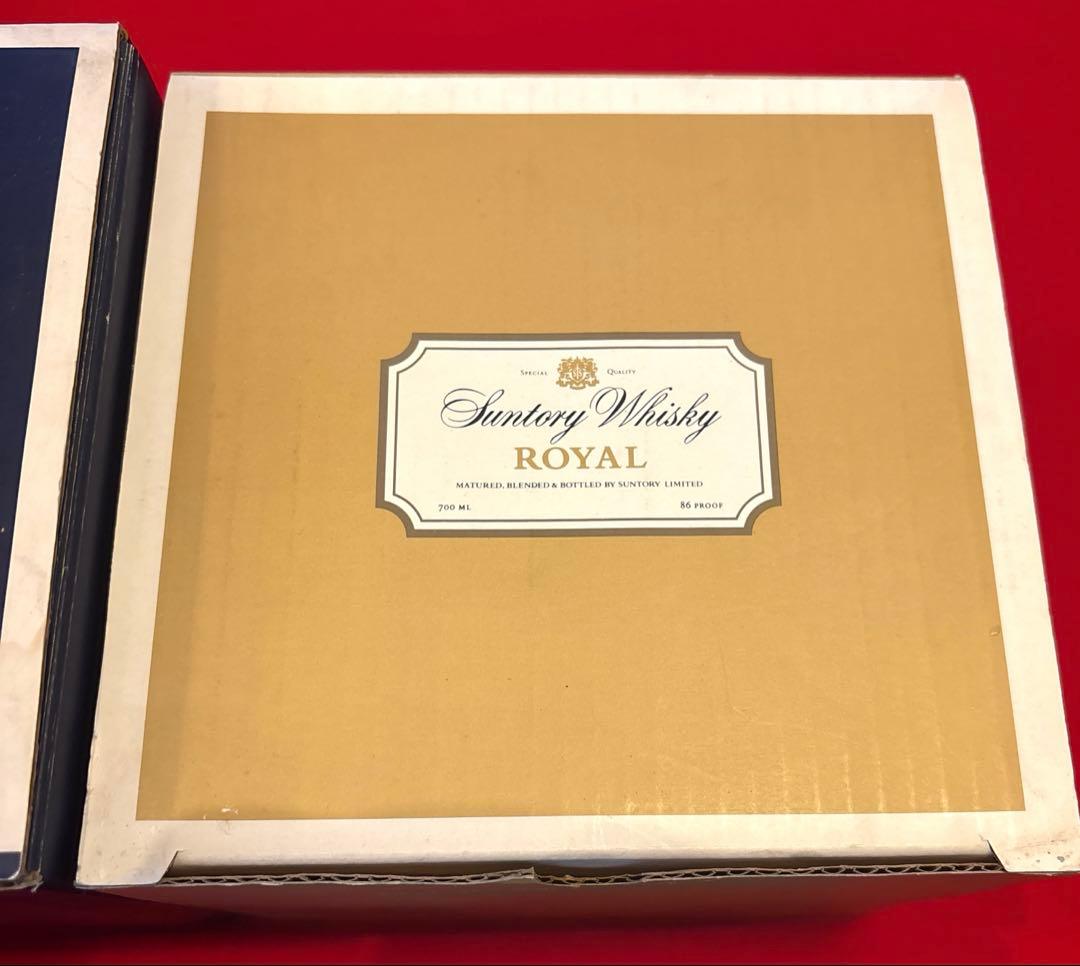 SPECIAL QUALITY
Suntory Whisky
ROYAL
MATURED, BLENDED & BOTTLED BY SUNTORY LIMITED
700 ML 86 PROOF